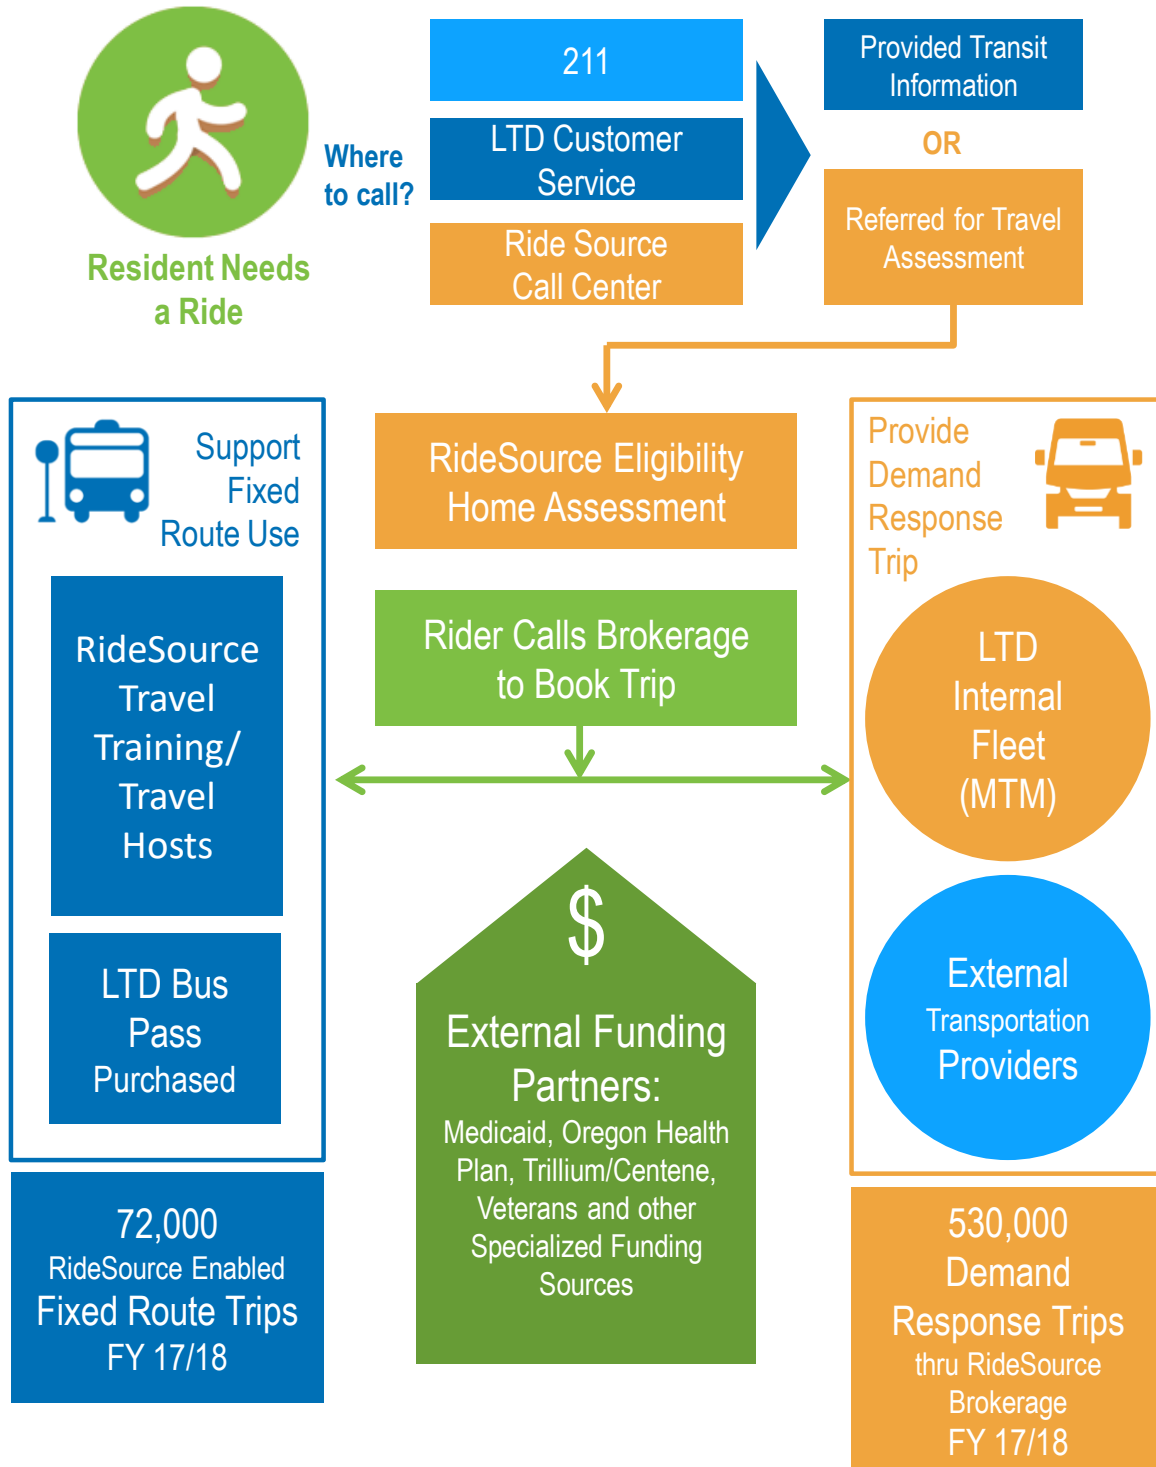 Resident Needs
a Ride
Where
to call?
211
LTD Customer
Service
Ride Source
Call Center
Provided Transit
Information
OR
Referred for Travel
Assessment
RideSource Eligibility
Home Assessment
Rider Calls Brokerage
to Book Trip
Support
Fixed
Route Use
RideSource
Travel
Training/
Travel
Hosts
LTD Bus
Pass
Purchased
72,000
RideSource Enabled
Fixed Route Trips
FY 17/18
$
External Funding
Partners:
Medicaid, Oregon Health
Plan, Trillium/Centene,
Veterans and other
Specialized Funding
Sources
Provide
Demand
Response
Trip
LTD
Internal
Fleet
(MTM)
External
Transportation
Providers
530,000
Demand
Response Trips
thru RideSource
Brokerage
FY 17/18